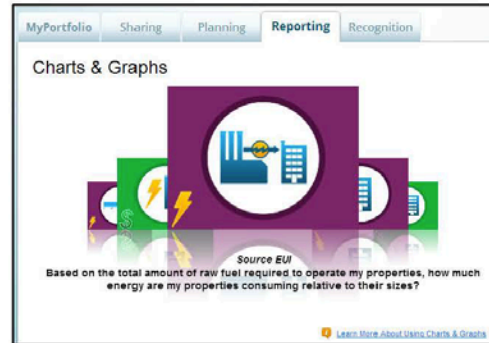 MyPortfolio Sharing Planning Reporting Recognition
Charts & Graphs
Source EUI
Based on the total amount of raw fuel required to operate my properties, how much
energy are my properties consuming relative to their sizes?
Learn More About Using Charts & Graphs